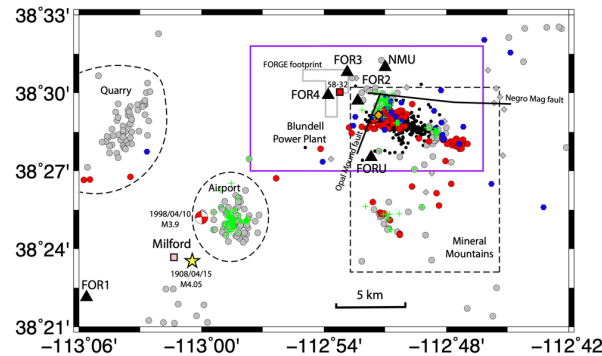 38°33'
FOR3
NMU
Quarry
FORGE footprint
58-32
FOR2
38°30'
FOR4
Negro Mag fault
Blundell
Power Plant
Opal Mound fault
38°27'
FORU
Airport
1998/04/10
M3.9
38°24'
Milford
Mineral
Mountains
1908/04/15
M4.05
FOR1
5 km
38°21'
−113°06'
−113°00'
−112°54'
−112°48'
−112°42'